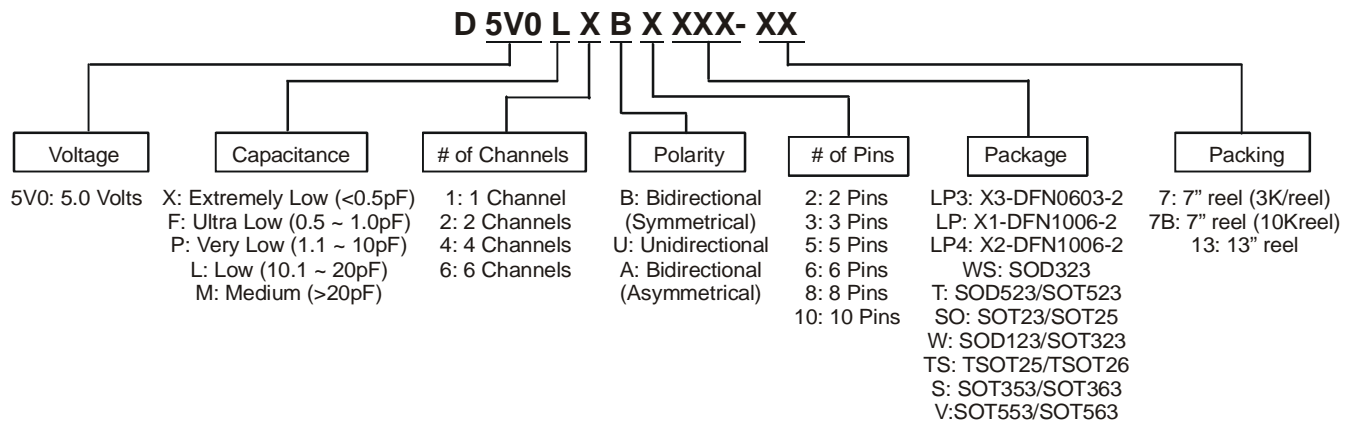 D 5V0 L X B X XXX- XX
Voltage
5V0: 5.0 Volts
Capacitance
X: Extremely Low (<0.5pF)
F: Ultra Low (0.5 ~ 1.0pF)
P: Very Low (1.1 ~ 10pF)
L: Low (10.1 ~ 20pF)
M: Medium (>20pF)
# of Channels
1: 1 Channel
2: 2 Channels
4: 4 Channels
6: 6 Channels
Polarity
B: Bidirectional
(Symmetrical)
U: Unidirectional
A: Bidirectional
(Asymmetrical)
# of Pins
2: 2 Pins
3: 3 Pins
5: 5 Pins
6: 6 Pins
8: 8 Pins
10: 10 Pins
Package
LP3: X3-DFN0603-2
LP: X1-DFN1006-2
LP4: X2-DFN1006-2
WS: SOD323
T: SOD523/SOT523
SO: SOT23/SOT25
W: SOD123/SOT323
TS: TSOT25/TSOT26
S: SOT353/SOT363
V:SOT553/SOT563
Packing
7: 7” reel (3K/reel)
7B: 7” reel (10Kreel)
13: 13” reel